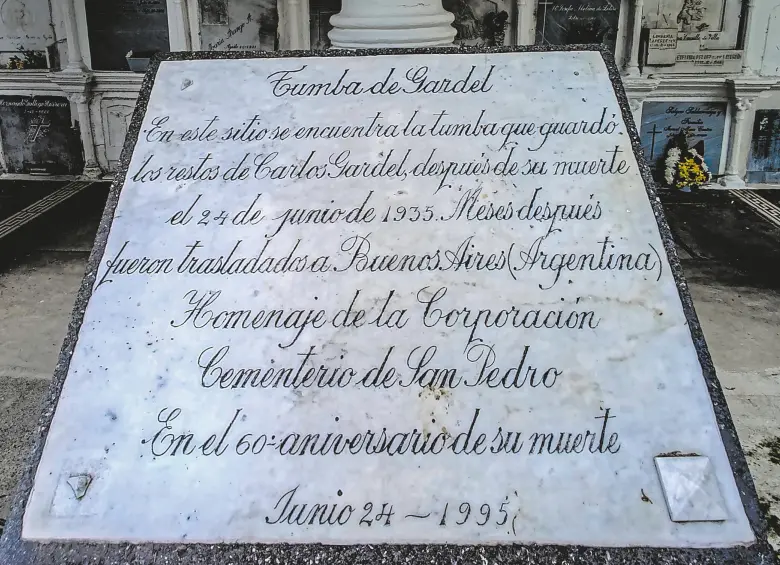 Tumba de Gardel
En este sitio se encuentra la tumba que guardó
los restos de Carlos Gardel, después de su muerte
el 24 de junio de 1935. Meses después
fueron trasladados a Buenos Aires (Argentina)
Homenaje de la Corporación
Cementerio de San Pedro
En el 60º aniversario de su muerte
Junio 24 - 1995